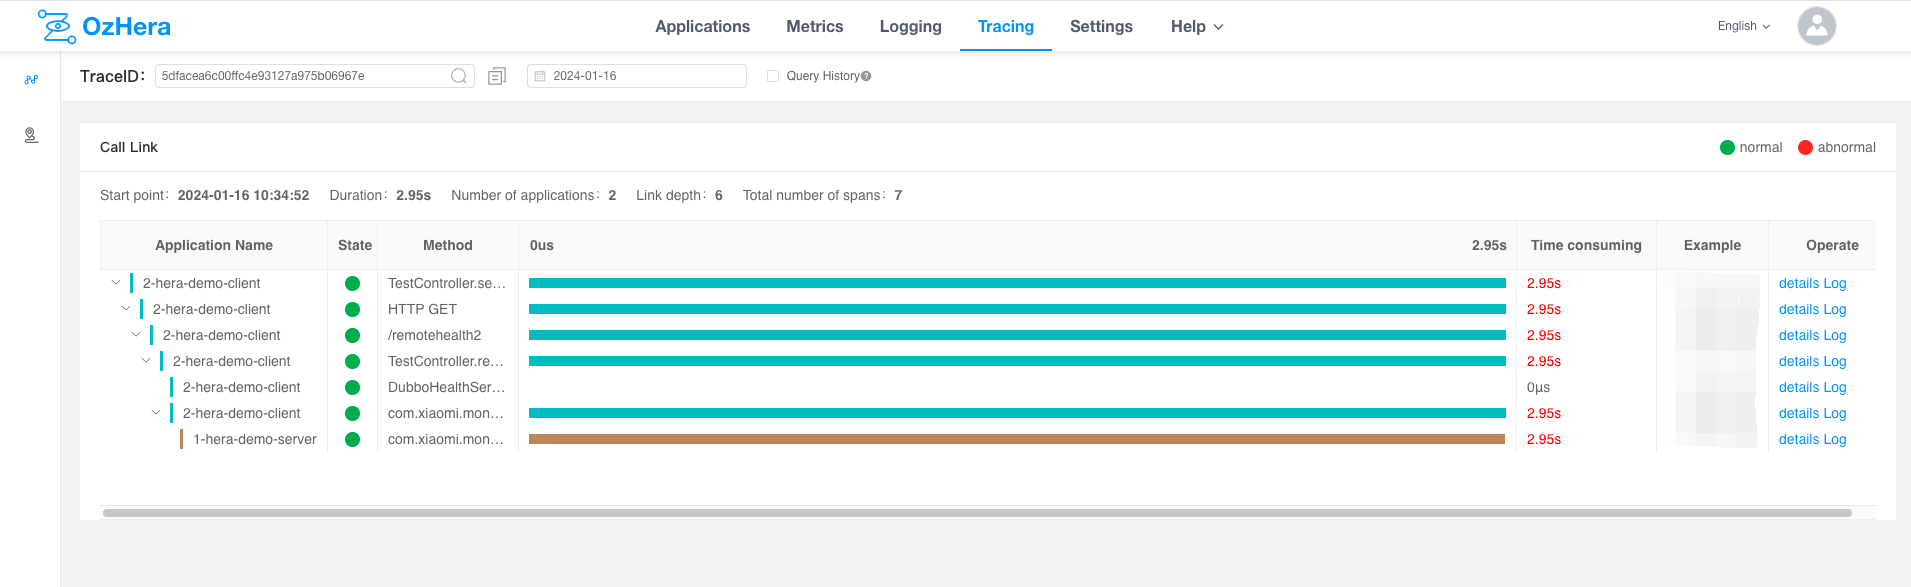 OzHera Applications Metrics Logging Tracing Settings Help English
TraceID: 5dfacea6c00ffc4e93127a975b06967e 2024-01-16 Query History
Call Link normal abnormal
Start point: 2024-01-16 10:34:52 Duration: 2.95s Number of applications: 2 Link depth: 6 Total number of spans: 7
Application Name State Method 0us 2.95s Time consuming Example Operate
2-hera-demo-client TestController.se... 2.95s details Log
2-hera-demo-client HTTP GET 2.95s details Log
2-hera-demo-client /remotehealth2 2.95s details Log
2-hera-demo-client TestController.re... 2.95s details Log
2-hera-demo-client DubboHealthSer... 0μs details Log
2-hera-demo-client com.xiaomi.mon... 2.95s details Log
1-hera-demo-server com.xiaomi.mon... 2.95s details Log